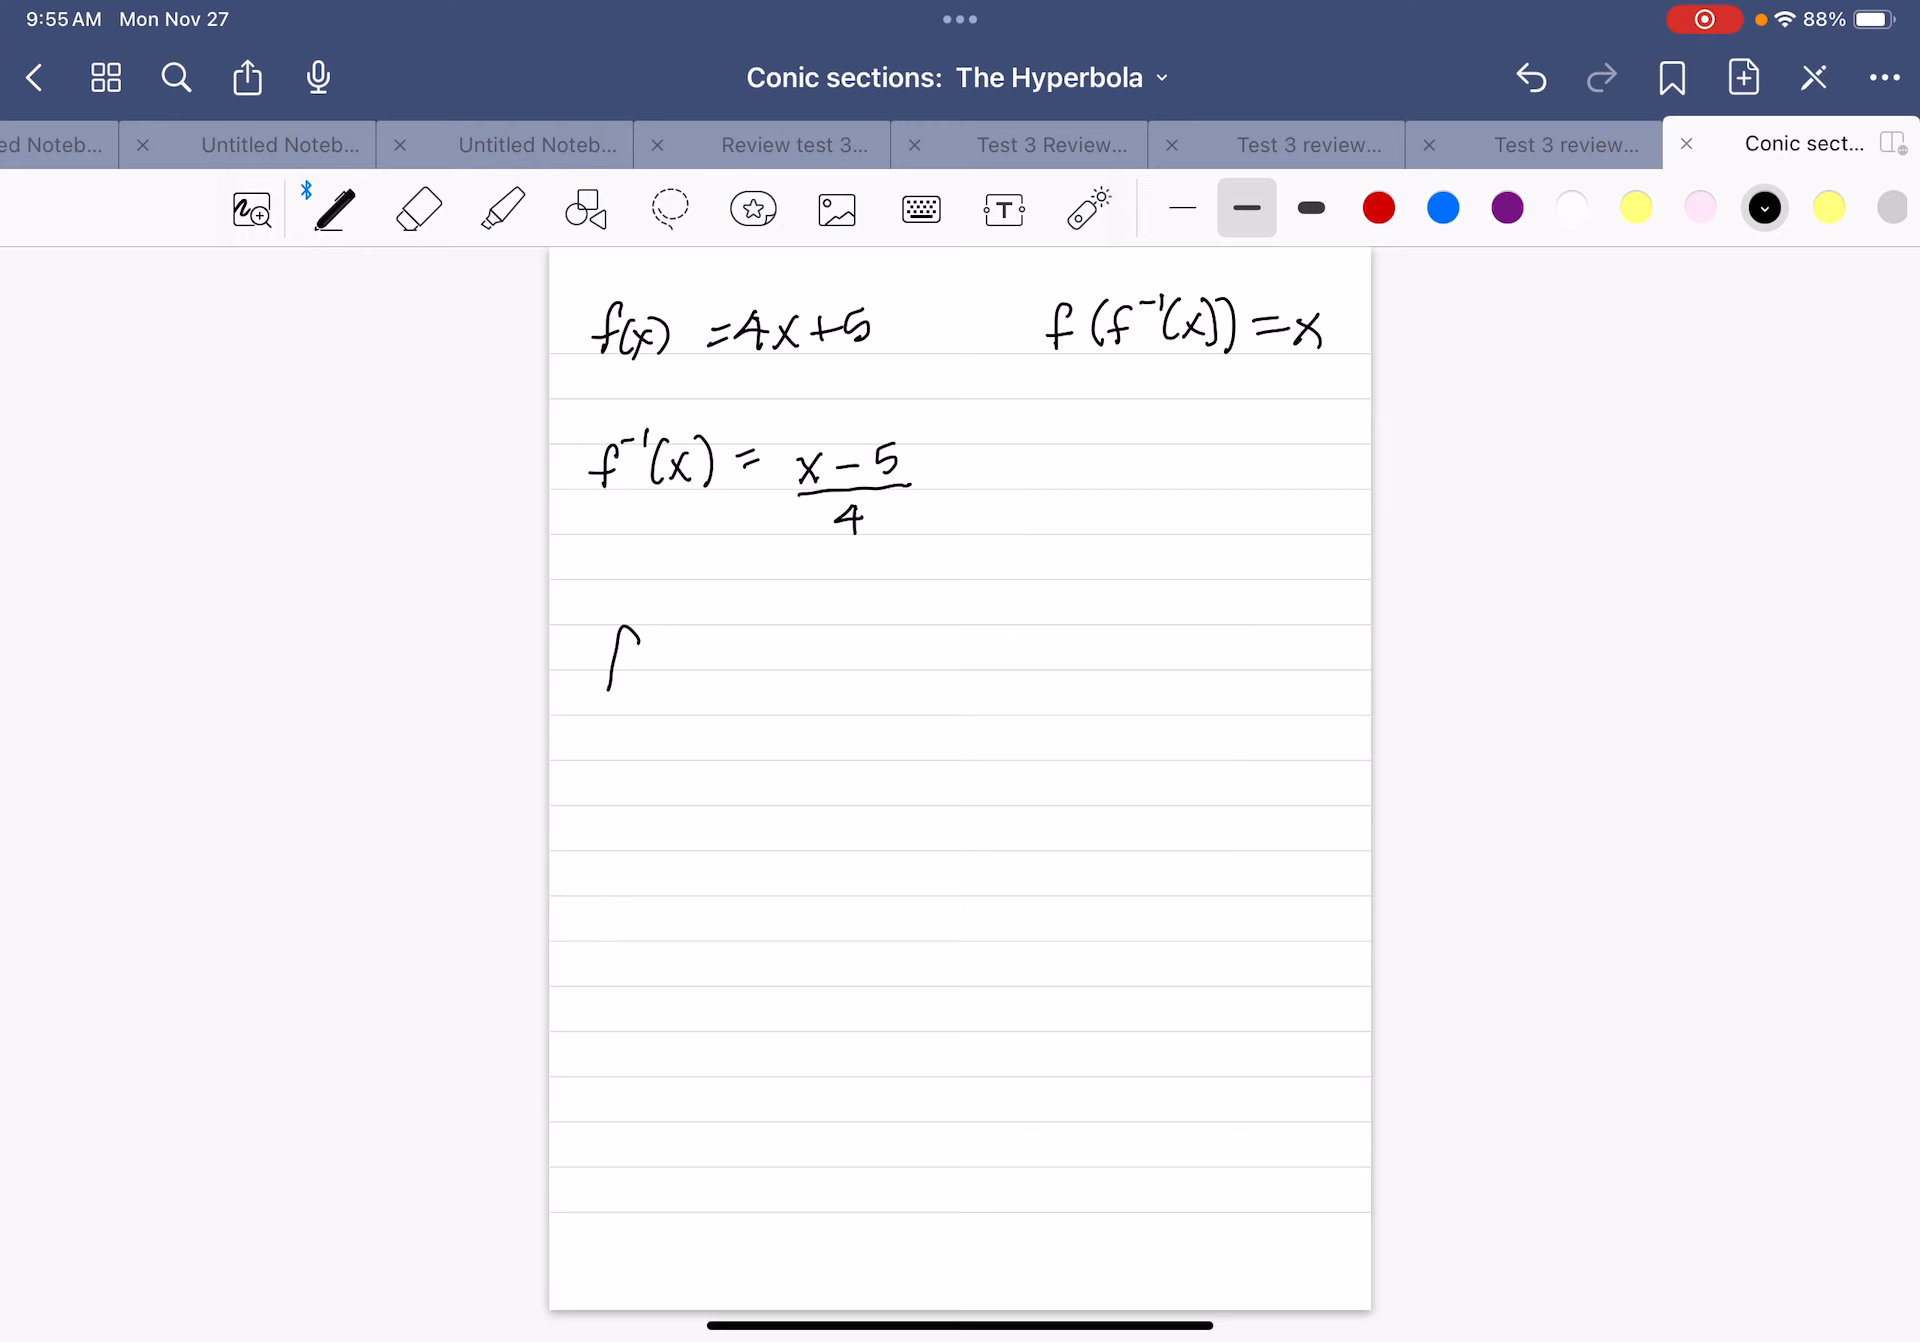 9:55 AM Mon Nov 27 88%
Conic sections: The Hyperbola
ed Noteb... Untitled Noteb... Untitled Noteb... Review test 3... Test 3 Review... Test 3 review... Test 3 review... Conic sect...
T
f(x) = 4x + 5 f(f⁻¹(x)) = x
f⁻¹(x) = x - 5
4